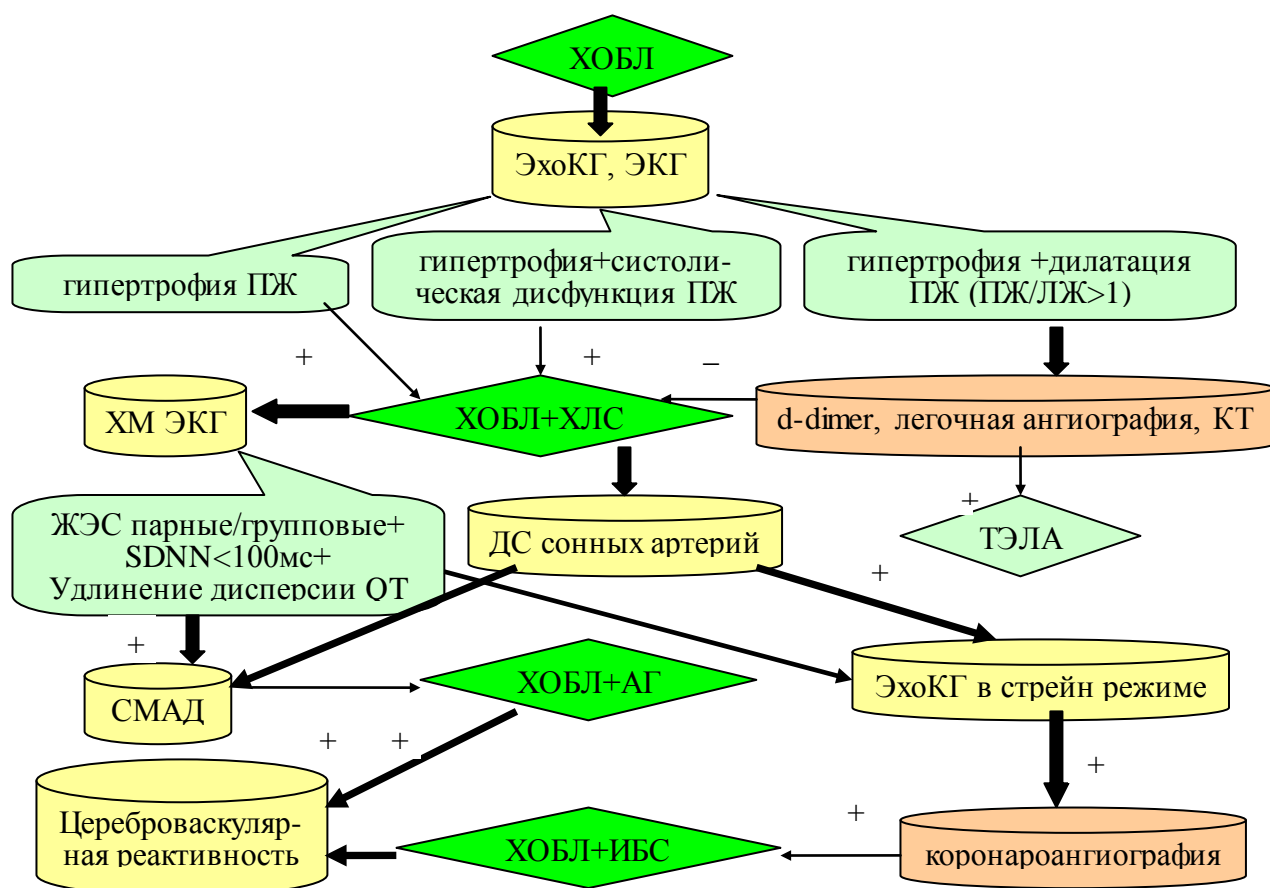 ХОБЛ
ЭхоКГ, ЭКГ
гипертрофия ПЖ
гипертрофия+систоли-
ческая дисфункция ПЖ
гипертрофия +дилатация
ПЖ (ПЖ/ЛЖ>1)
+
+
–
ХМ ЭКГ
ХОБЛ+ХЛС
d-dimer, легочная ангиография, КТ
ЖЭС парные/групповые+
SDNN<100мс+
Удлинение дисперсии QT
ДС сонных артерий
+
ТЭЛА
+
+
СМАД
ХОБЛ+АГ
ЭхоКГ в стрейн режиме
+
+
+
Цереброваскуляр-
ная реактивность
ХОБЛ+ИБС
+
коронароангиография